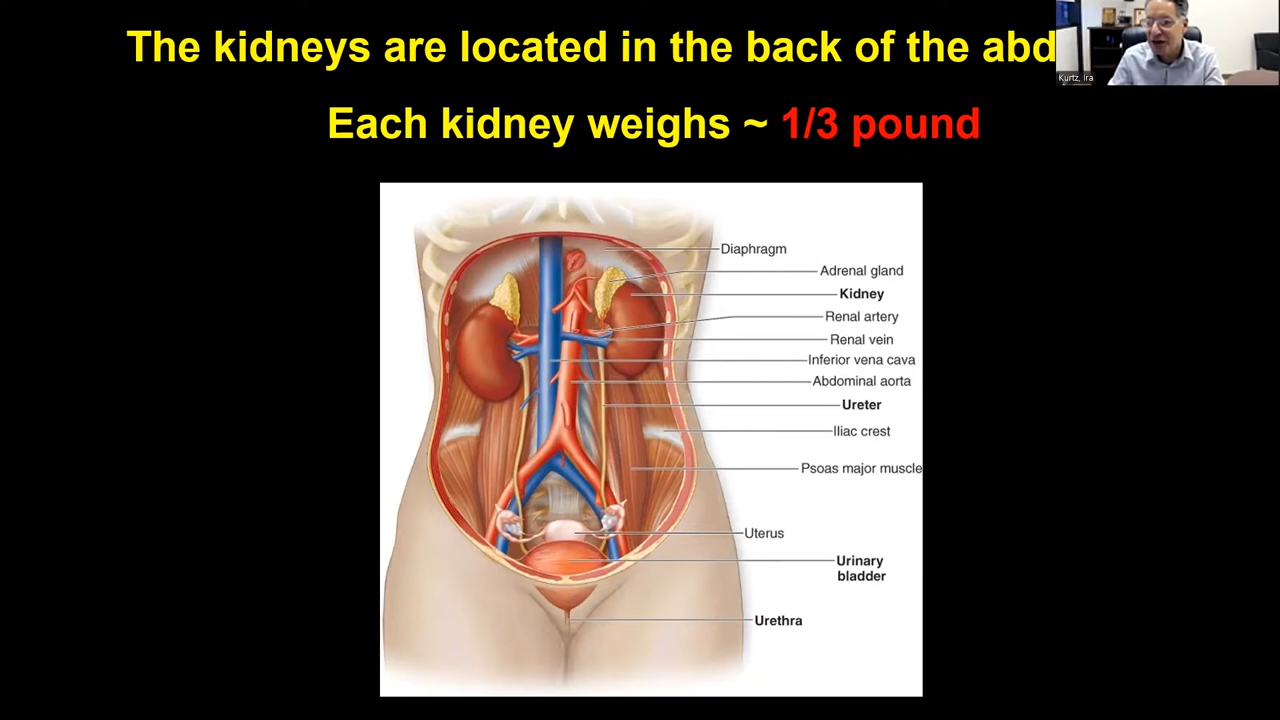 The kidneys are located in the back of the abd
Kurtz, Ira
Each kidney weighs ~ 1/3 pound
Diaphragm
Adrenal gland
Kidney
Renal artery
Renal vein
Inferior vena cava
Abdominal aorta
Ureter
Iliac crest
Psoas major muscle
Uterus
Urinary
bladder
Urethra